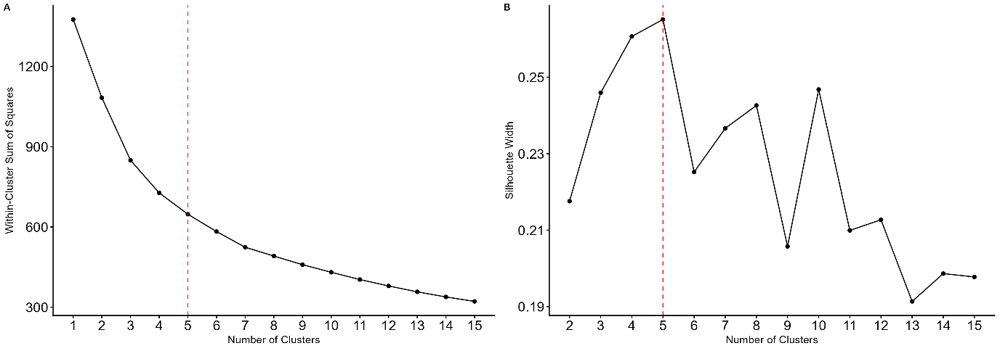 A
Within-Cluster Sum of Squares
1200
900
600
300
1 2 3 4 5 6 7 8 9 10 11 12 13 14 15
Number of Clusters
B
Silhouette Width
0.25
0.23
0.21
0.19
2 3 4 5 6 7 8 9 10 11 12 13 14 15
Number of Clusters